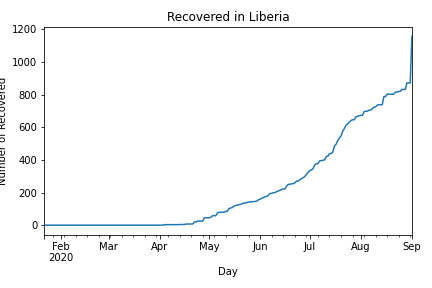 Recovered in Liberia
Number of Recovered
1200
1000
800
600
400
200
0
Feb Mar Apr May Jun Jul Aug Sep
2020
Day